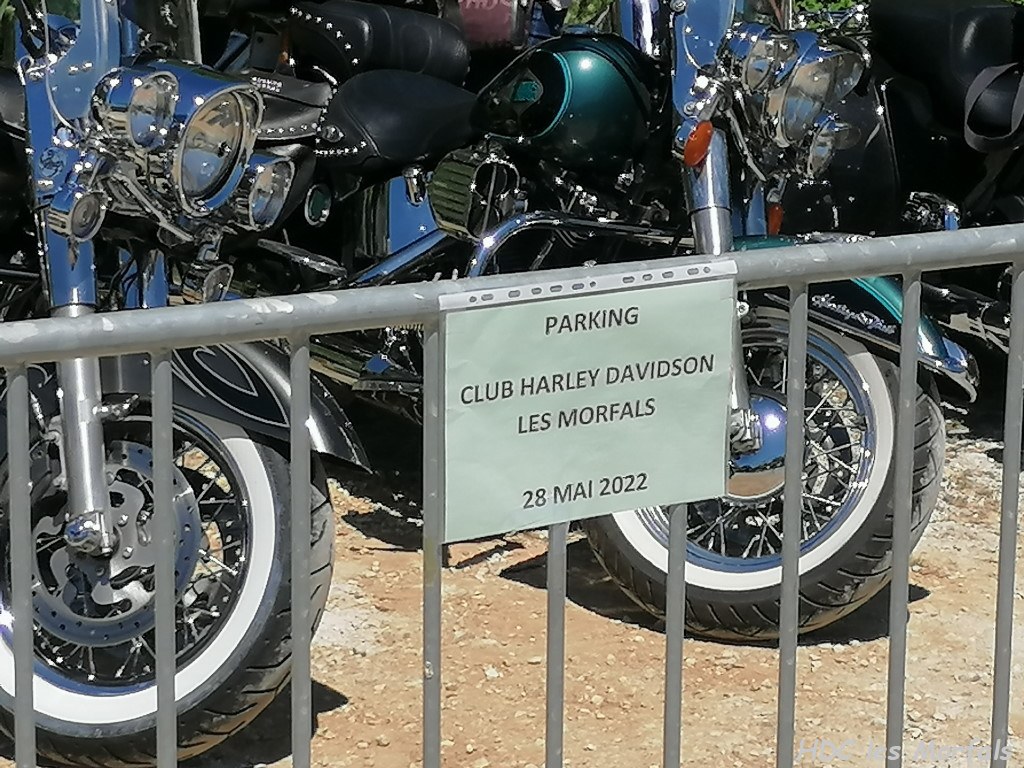 PARKING
CLUB HARLEY DAVIDSON
LES MORFALS
28 MAI 2022
HDC les Morfals